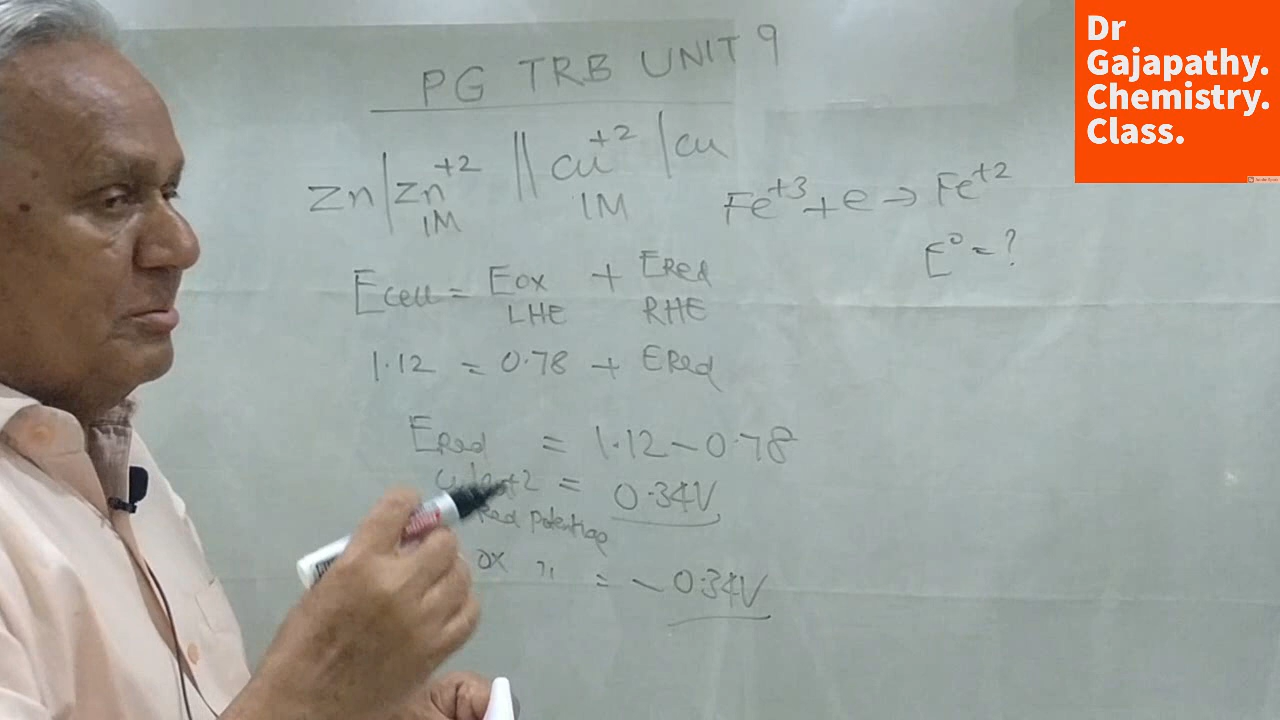 Dr
Gajapathy.
Chemistry.
Class.
PG TRB UNIT 9
Zn|Zn+2 || Cu+2 |Cu
1M 1M
Fe+3 + e → Fe+2
E° = ?
Ecell = Eox + ERed
LHE RHE
1.12 = 0.78 + ERed
ERed = 1.12 - 0.78
= 0.34V
Red potential
ox " = - 0.34V